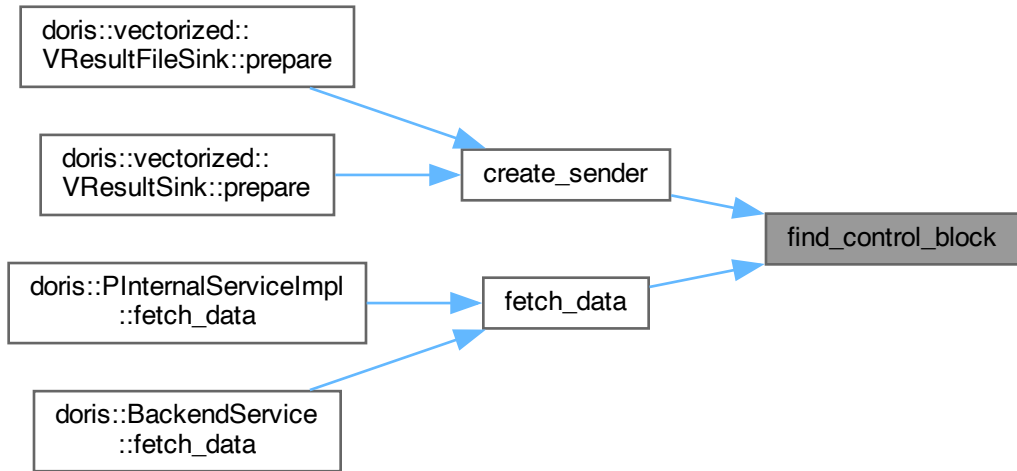 doris::vectorized::
VResultFileSink::prepare
doris::vectorized::
VResultSink::prepare
create_sender
find_control_block
doris::PInternalServiceImpl
::fetch_data
fetch_data
doris::BackendService
::fetch_data